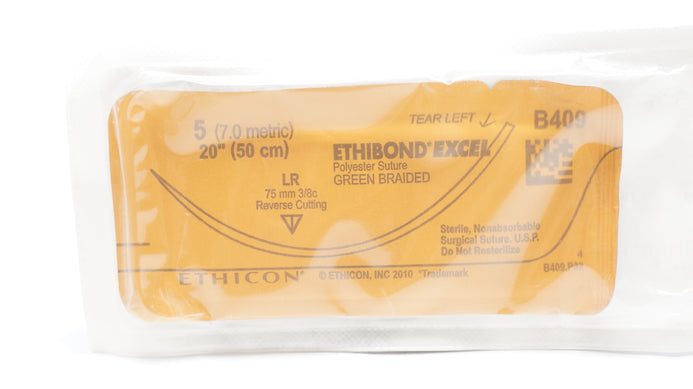 TEAR LEFT
B409
5 (7.0 metric)
20" (50 cm)
ETHIBOND* EXCEL
Polyester Suture
GREEN BRAIDED
LR
75 mm 3/8c
Reverse Cutting
Sterile, Nonabsorbable
Surgical Suture, U.S.P.
Do Not Resterilize
4
ETHICON*
© ETHICON, INC 2010 *Trademark